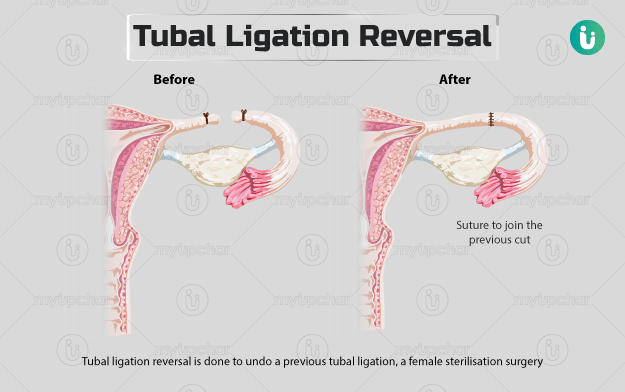 Tubal Ligation Reversal
Before
After
Suture to join the
previous cut
Tubal ligation reversal is done to undo a previous tubal ligation, a female sterilisation surgery
myupchar